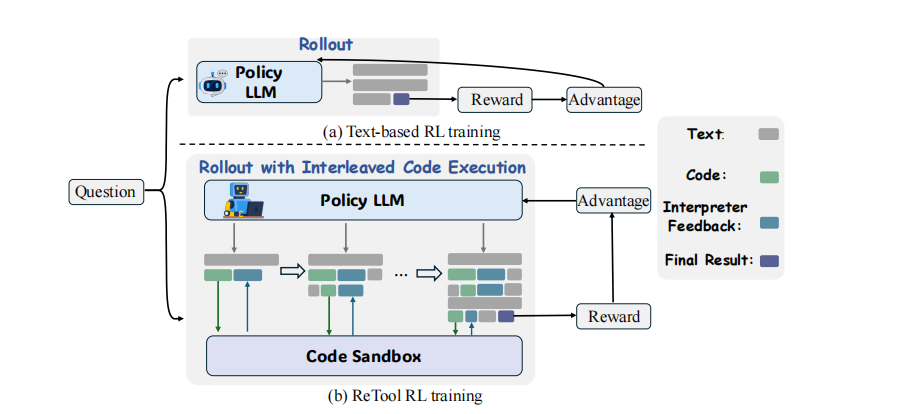 Rollout
Policy
LLM
Reward
Advantage
(a) Text-based RL training
Question
Rollout with Interleaved Code Execution
Policy LLM
Advantage
...
Reward
Code Sandbox
(b) ReTool RL training
Text:
Code:
Interpreter
Feedback:
Final Result: